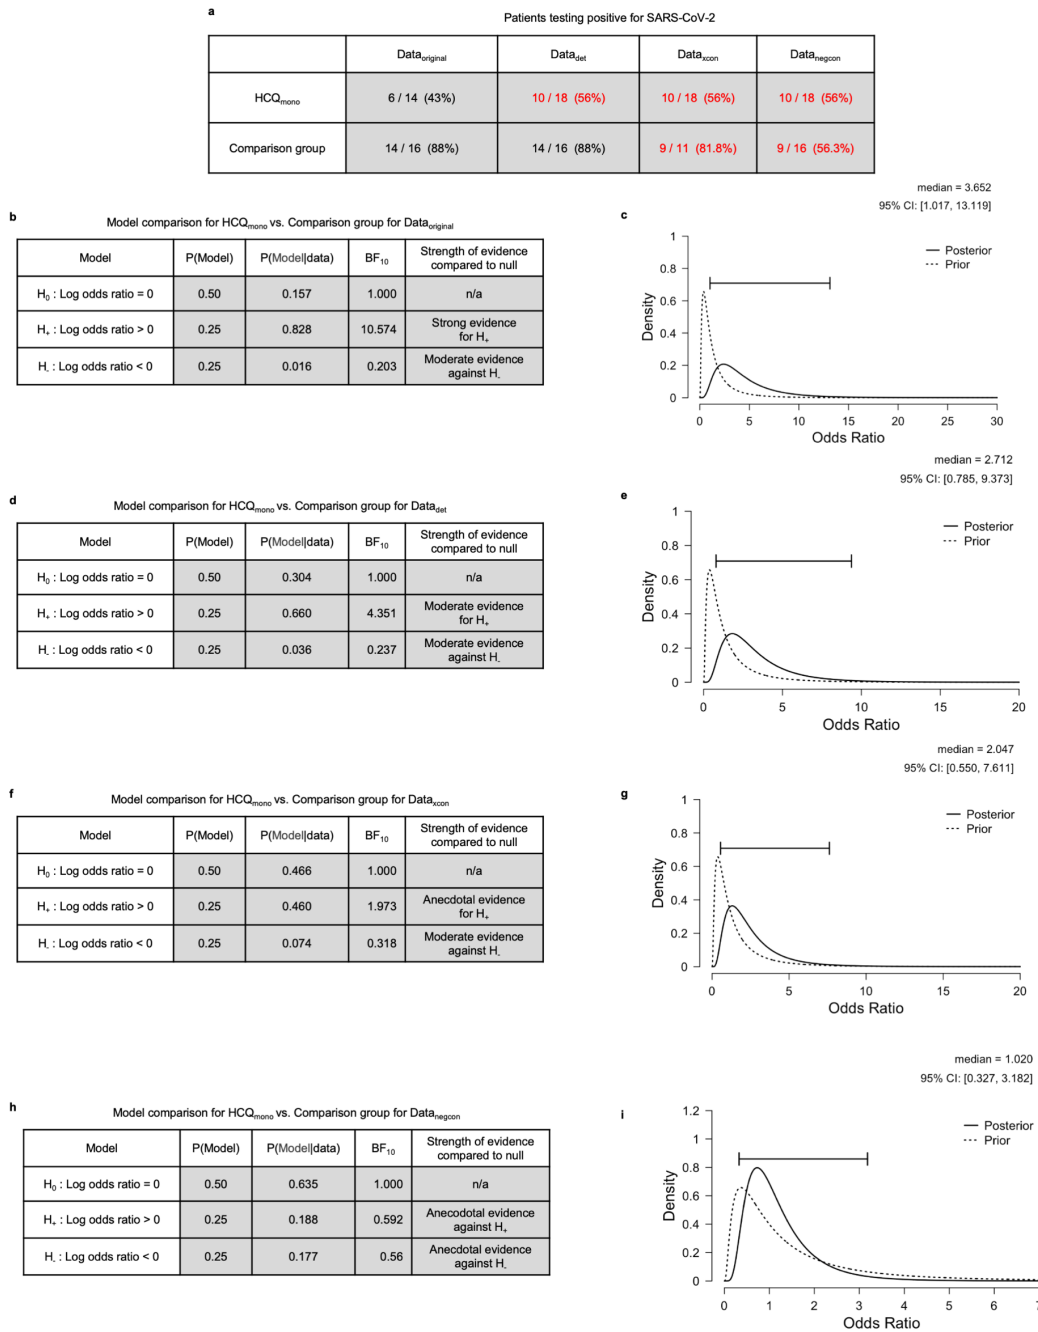 a
Patients testing positive for SARS-CoV-2
Data_original Data_det Data_xcon Data_negcon
HCQ_mono 6 / 14 (43%) 10 / 18 (56%) 10 / 18 (56%) 10 / 18 (56%)
Comparison group 14 / 16 (88%) 14 / 16 (88%) 9 / 11 (81.8%) 9 / 16 (56.3%)
b
Model comparison for HCQ_mono vs. Comparison group for Data_original
Model P(Model) P(Model|data) BF_10 Strength of evidence
compared to null
H_0 : Log odds ratio = 0 0.50 0.157 1.000 n/a
H_+ : Log odds ratio > 0 0.25 0.828 10.574 Strong evidence
for H_+
H_- : Log odds ratio < 0 0.25 0.016 0.203 Moderate evidence
against H_-
c
median = 3.652
95% CI: [1.017, 13.119]
Posterior
Prior
1
0.8
0.6
0.4
0.2
0
Density
0 5 10 15 20 25 30
Odds Ratio
d
Model comparison for HCQ_mono vs. Comparison group for Data_det
Model P(Model) P(Model|data) BF_10 Strength of evidence
compared to null
H_0 : Log odds ratio = 0 0.50 0.304 1.000 n/a
H_+ : Log odds ratio > 0 0.25 0.660 4.351 Moderate evidence
for H_+
H_- : Log odds ratio < 0 0.25 0.036 0.237 Moderate evidence
against H_-
e
median = 2.712
95% CI: [0.785, 9.373]
Posterior
Prior
1
0.8
0.6
0.4
0.2
0
Density
0 5 10 15 20
Odds Ratio
f
Model comparison for HCQ_mono vs. Comparison group for Data_xcon
Model P(Model) P(Model|data) BF_10 Strength of evidence
compared to null
H_0 : Log odds ratio = 0 0.50 0.466 1.000 n/a
H_+ : Log odds ratio > 0 0.25 0.460 1.973 Anecdotal evidence
for H_+
H_- : Log odds ratio < 0 0.25 0.074 0.318 Moderate evidence
against H_-
g
median = 2.047
95% CI: [0.550, 7.611]
Posterior
Prior
1
0.8
0.6
0.4
0.2
0
Density
0 5 10 15 20
Odds Ratio
h
Model comparison for HCQ_mono vs. Comparison group for Data_negcon
Model P(Model) P(Model|data) BF_10 Strength of evidence
compared to null
H_0 : Log odds ratio = 0 0.50 0.635 1.000 n/a
H_+ : Log odds ratio > 0 0.25 0.188 0.592 Anecodotal evidence
against H_+
H_- : Log odds ratio < 0 0.25 0.177 0.56 Anecdotal evidence
against H_-
i
median = 1.020
95% CI: [0.327, 3.182]
Posterior
Prior
1.2
1
0.8
0.6
0.4
0.2
0
Density
0 1 2 3 4 5 6 7
Odds Ratio